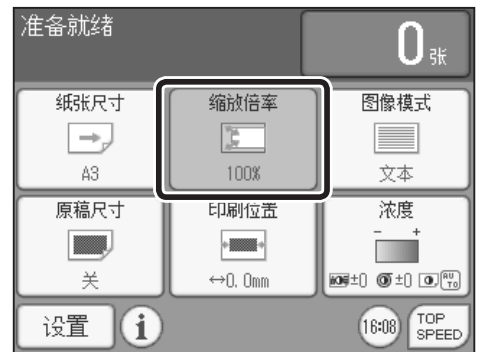 准备就绪
0张
纸张尺寸 缩放倍率 图像模式
A3 100% 文本
原稿尺寸 印刷位置 浓度
- +
关 ↔0.0mm ±0 ±0 AUTO
设置 i 16:08 TOP SPEED